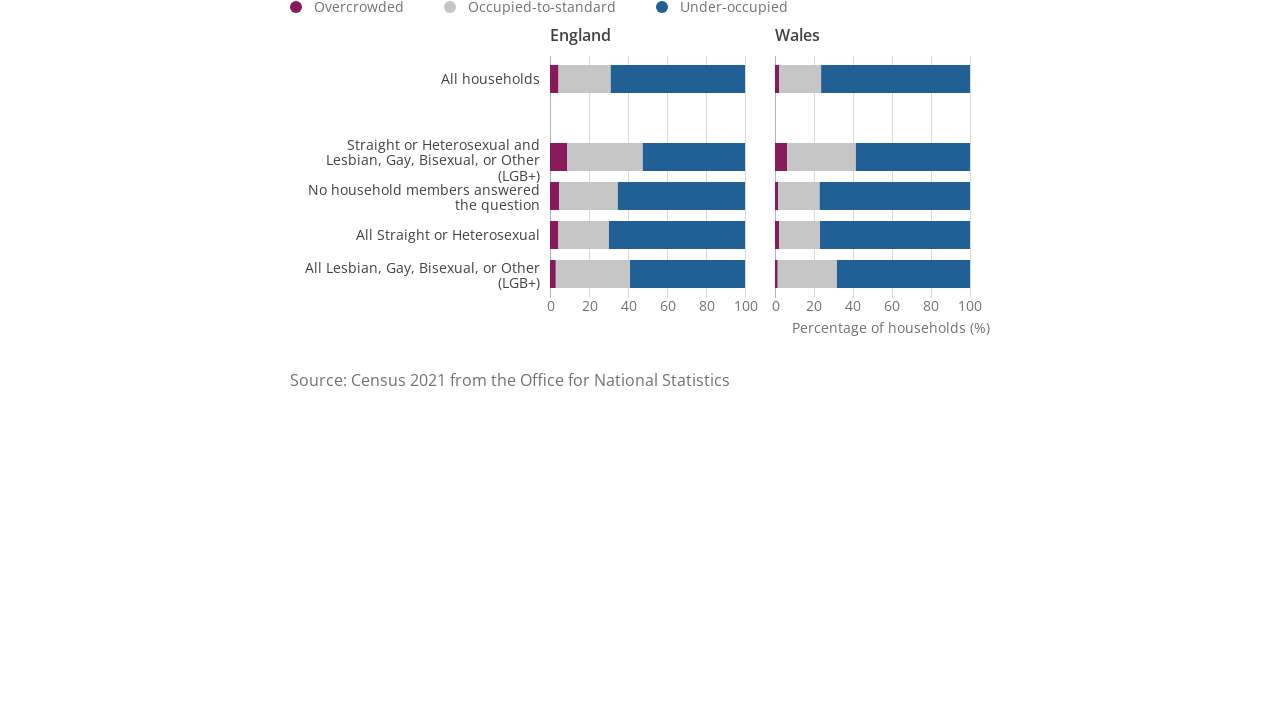 Overcrowded Occupied-to-standard Under-occupied
England Wales
All households
Straight or Heterosexual and
Lesbian, Gay, Bisexual, or Other
(LGB+)
No household members answered
the question
All Straight or Heterosexual
All Lesbian, Gay, Bisexual, or Other
(LGB+)
0 20 40 60 80 100 0 20 40 60 80 100
Percentage of households (%)
Source: Census 2021 from the Office for National Statistics